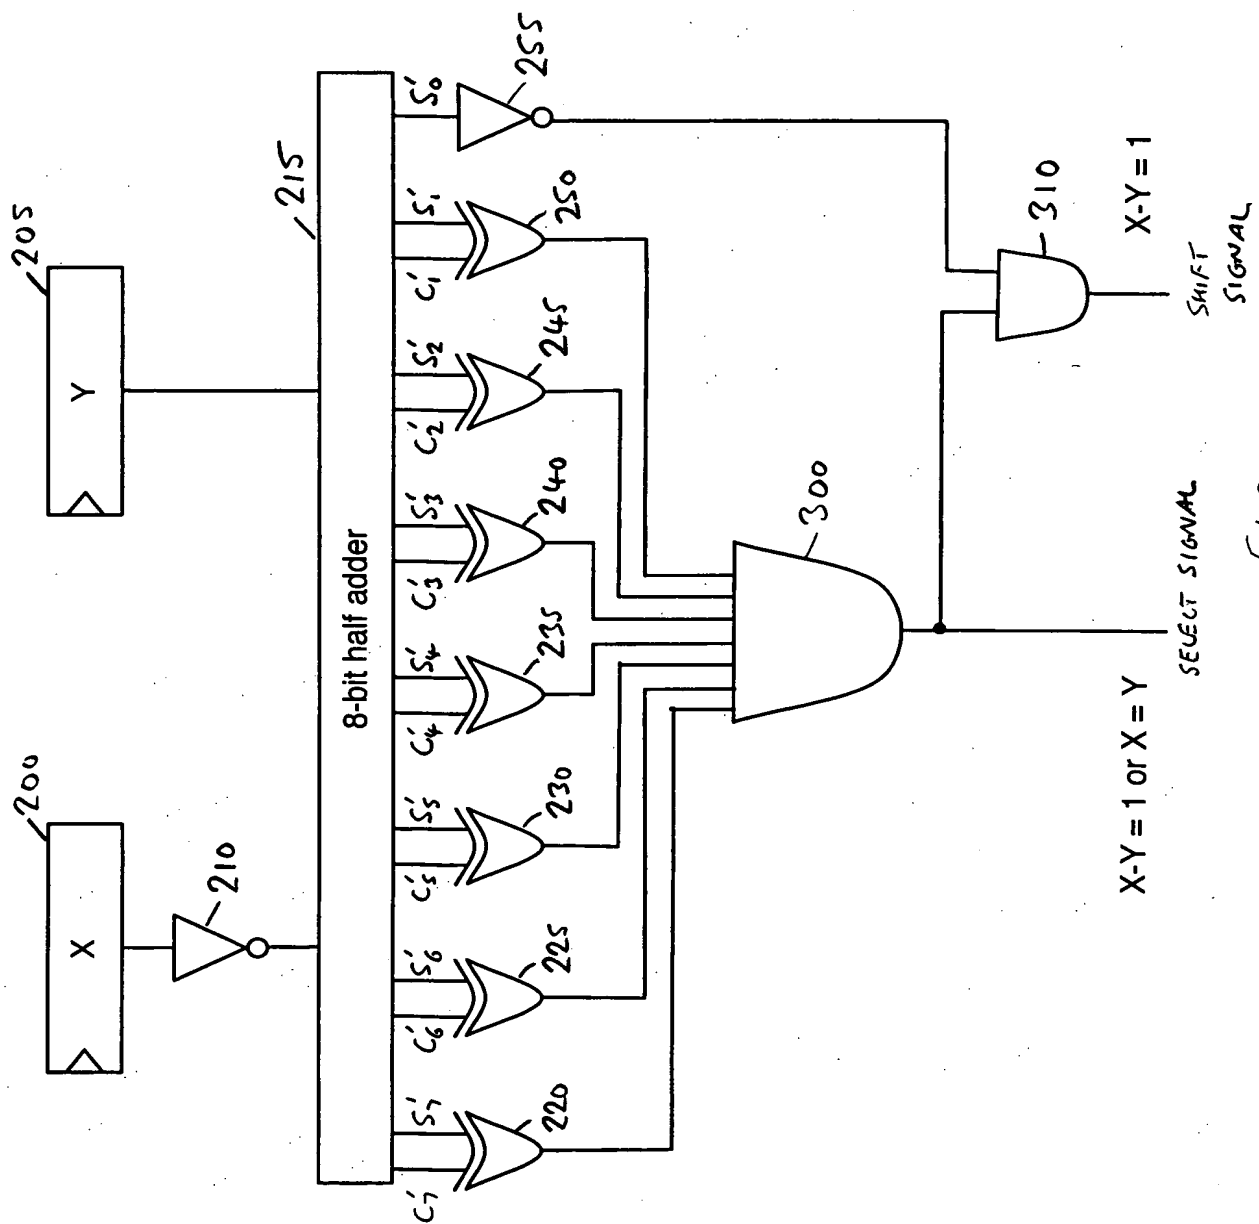 200
205
X
Y
210
215
8-bit half adder
C'7 S'7
C'6 S'6
C'5 S'5
C'4 S'4
C'3 S'3
C'2 S'2
C'1 S'1
S'0
220
225
230
235
240
245
250
255
300
310
X-Y = 1 or X = Y
SELECT SIGNAL
X-Y = 1
SHIFT
SIGNAL